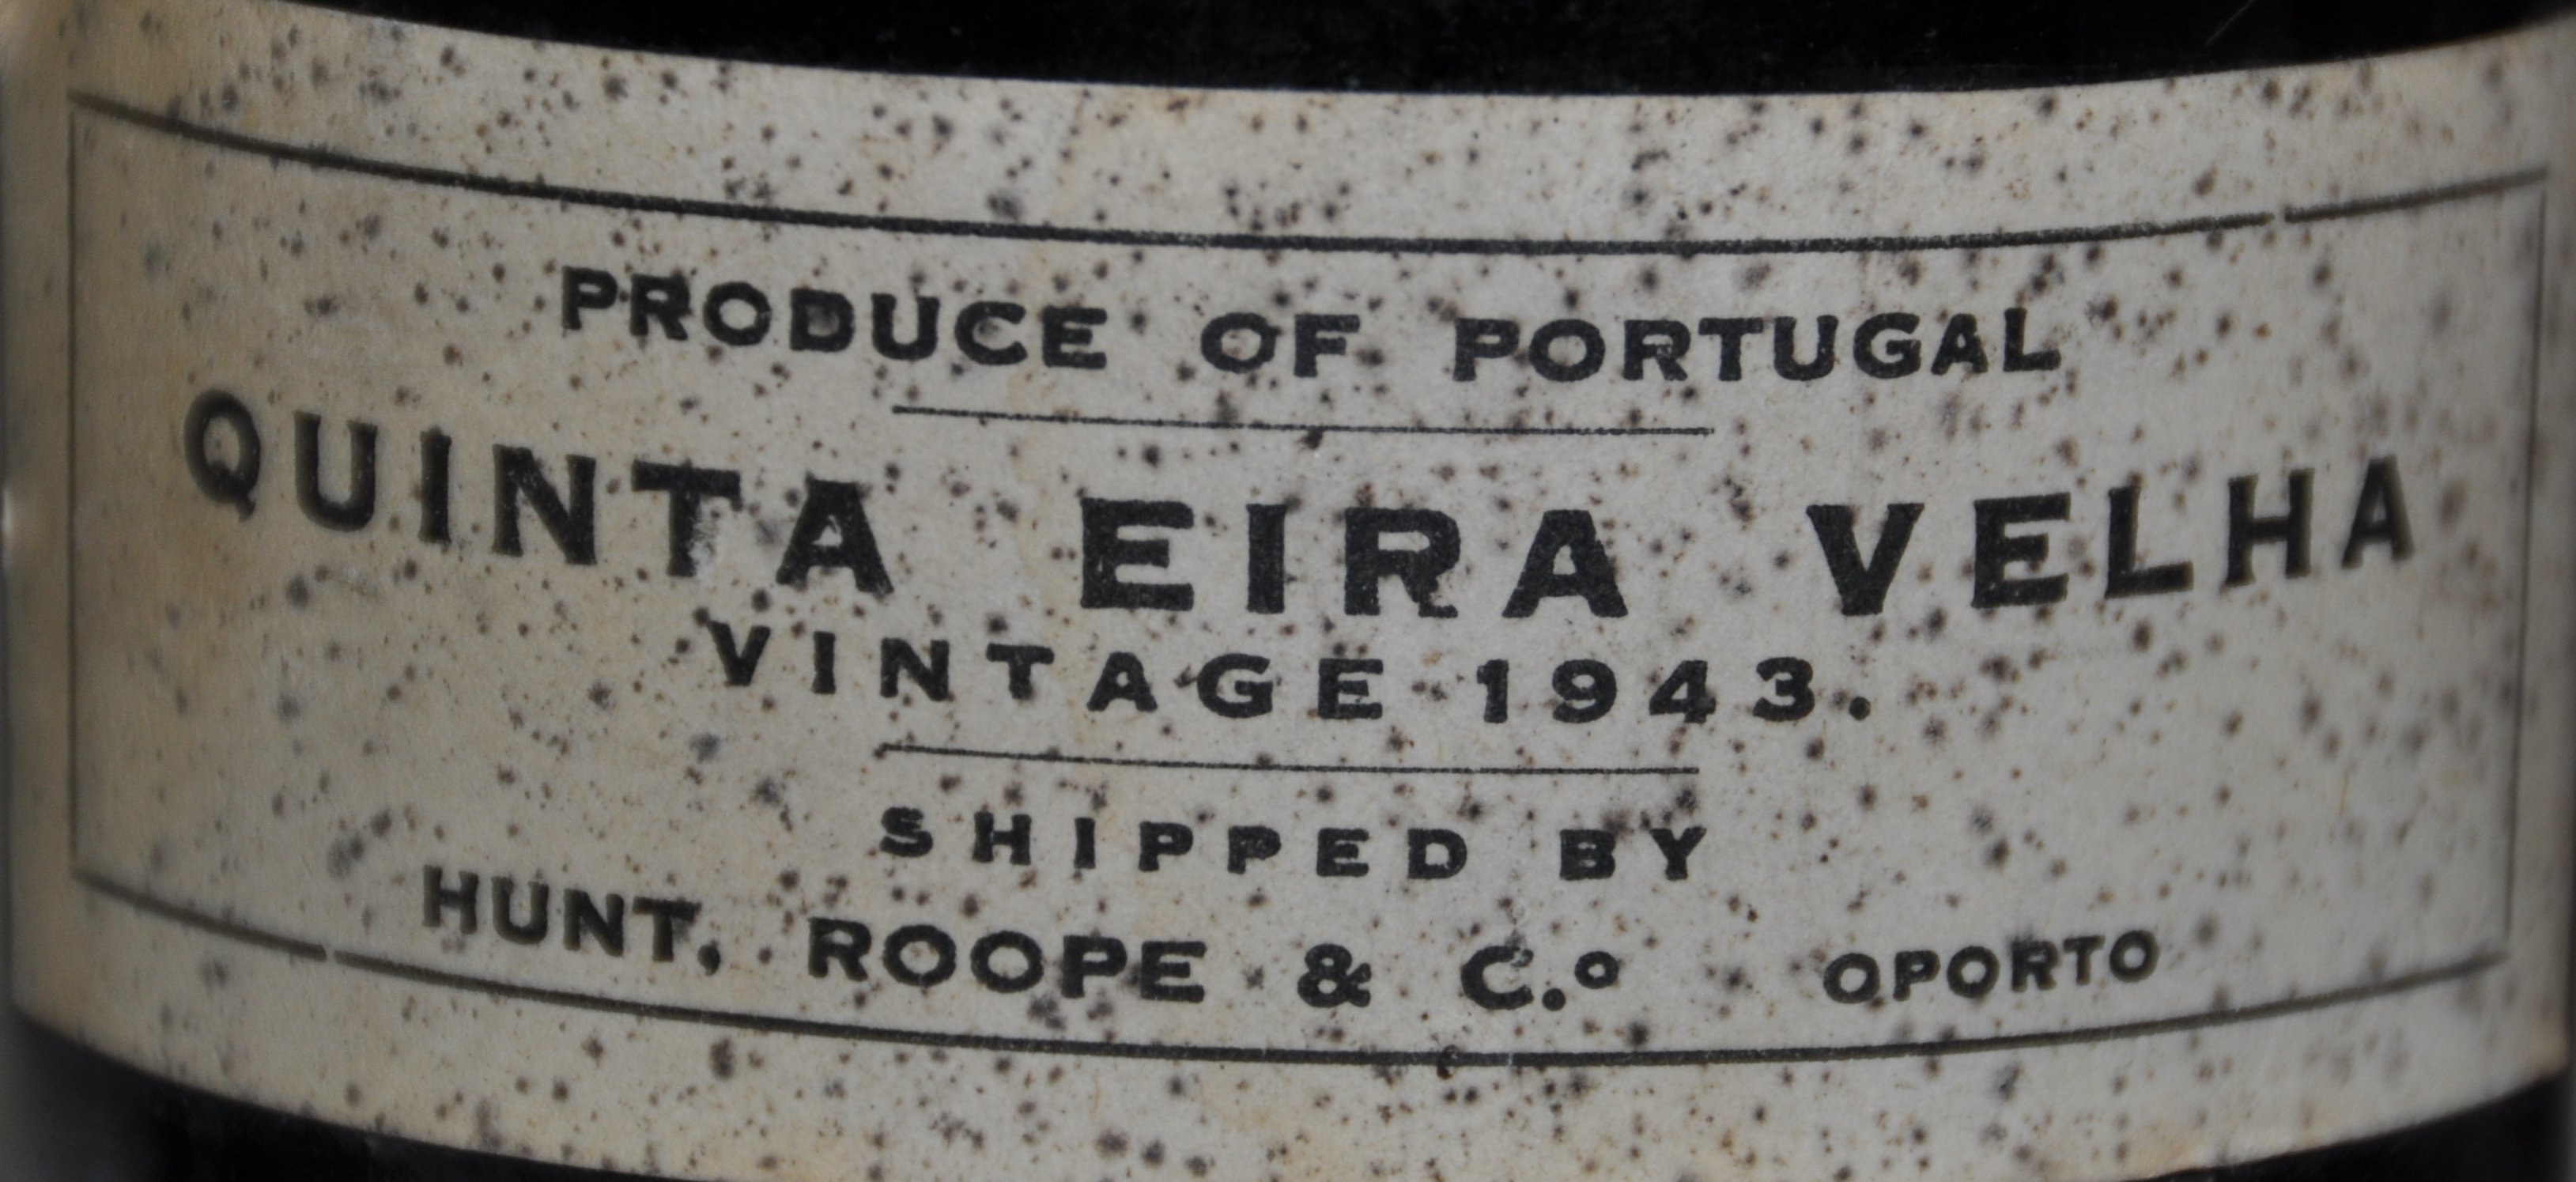 PRODUCE OF PORTUGAL
QUINTA EIRA VELHA
VINTAGE 1943.
SHIPPED BY
HUNT, ROOPE & C.º OPORTO